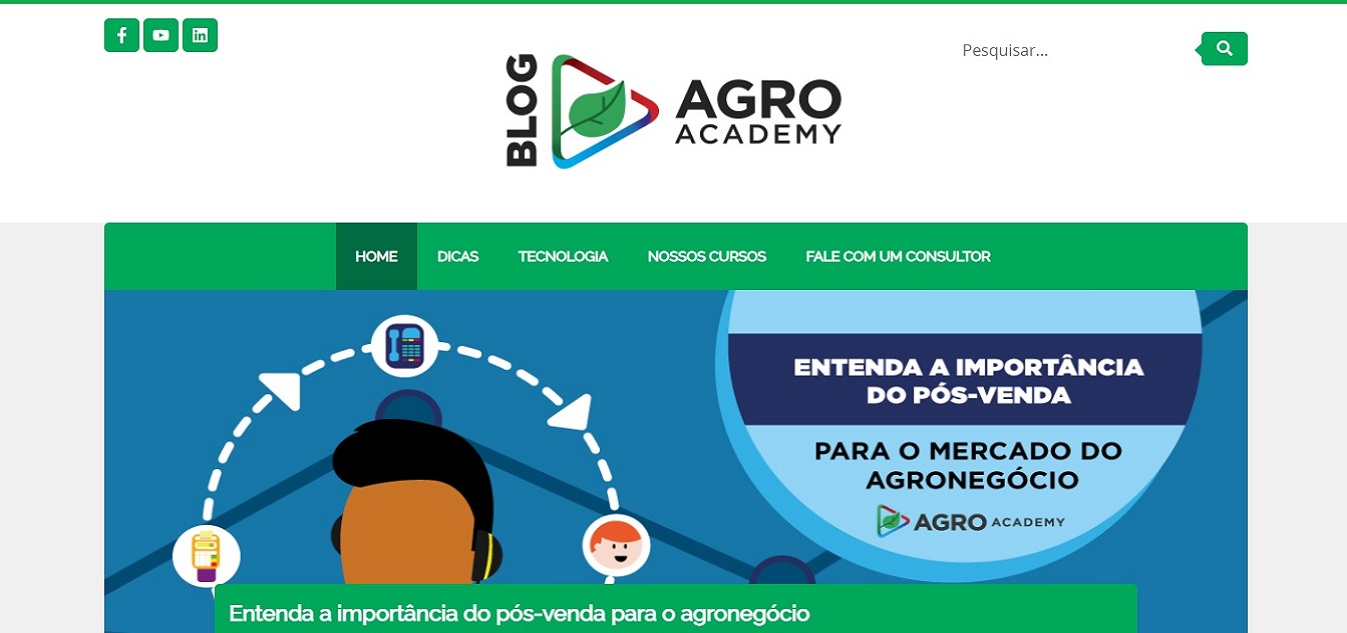 Pesquisar...
BLOG
AGRO
ACADEMY
HOME
DICAS
TECNOLOGIA
NOSSOS CURSOS
FALE COM UM CONSULTOR
ENTENDA A IMPORTÂNCIA
DO PÓS-VENDA
PARA O MERCADO DO
AGRONEGÓCIO
AGRO ACADEMY
Entenda a importância do pós-venda para o agronegócio